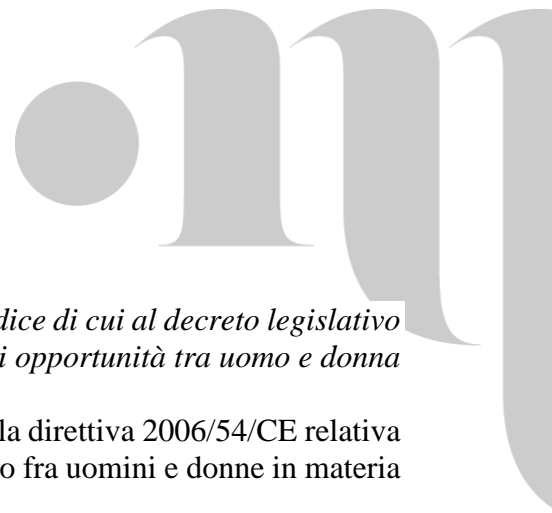 dice di cui al decreto legislativo
i opportunità tra uomo e donna
la direttiva 2006/54/CE relativa
o fra uomini e donne in materia